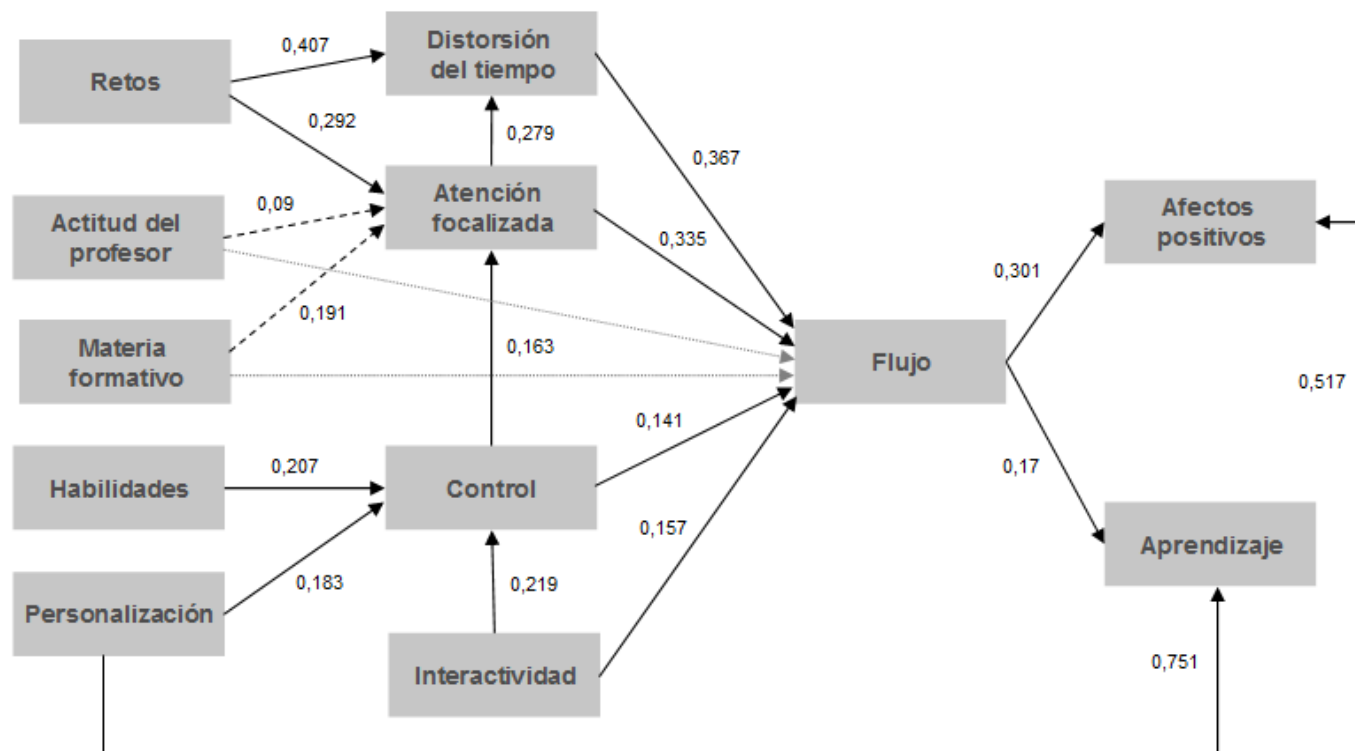 Retos
0,407
Distorsión
del tiempo
0,292
0,279
0,367
Actitud del
profesor
0,09
Atención
focalizada
0,335
Afectos
positivos
0,301
0,191
Materia
formativo
0,163
Flujo
0,517
0,141
Habilidades
0,207
Control
0,17
0,157
Aprendizaje
Personalización
0,183
0,219
Interactividad
0,751